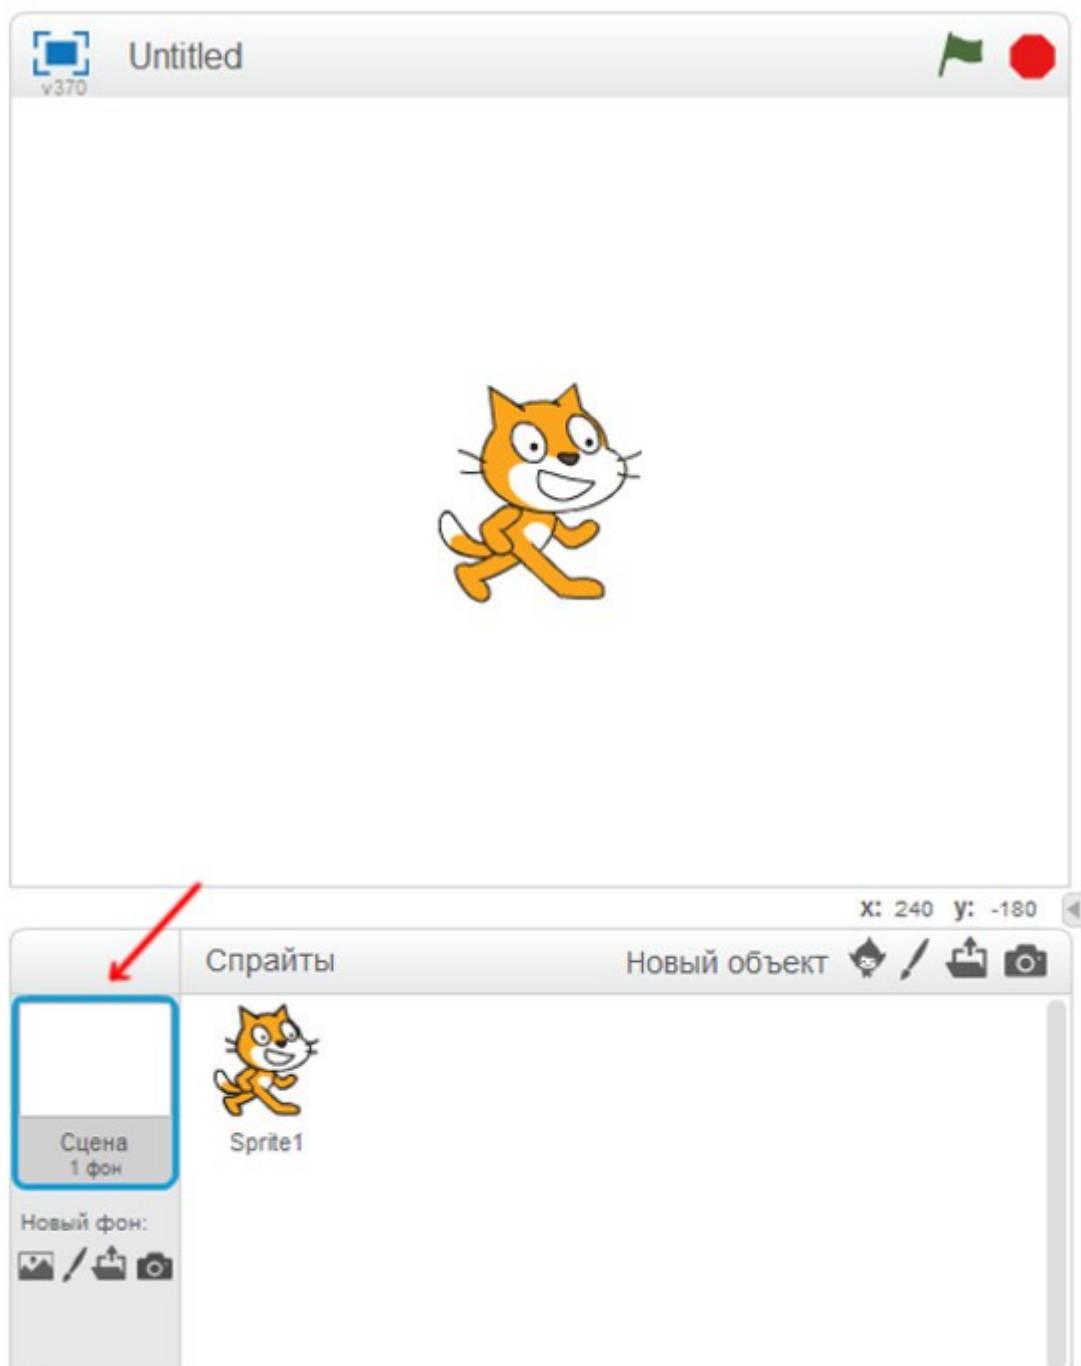 Untitled
v370
x: 240 y: -180
Спрайты
Новый объект
Sprite1
Сцена
1 фон
Новый фон: